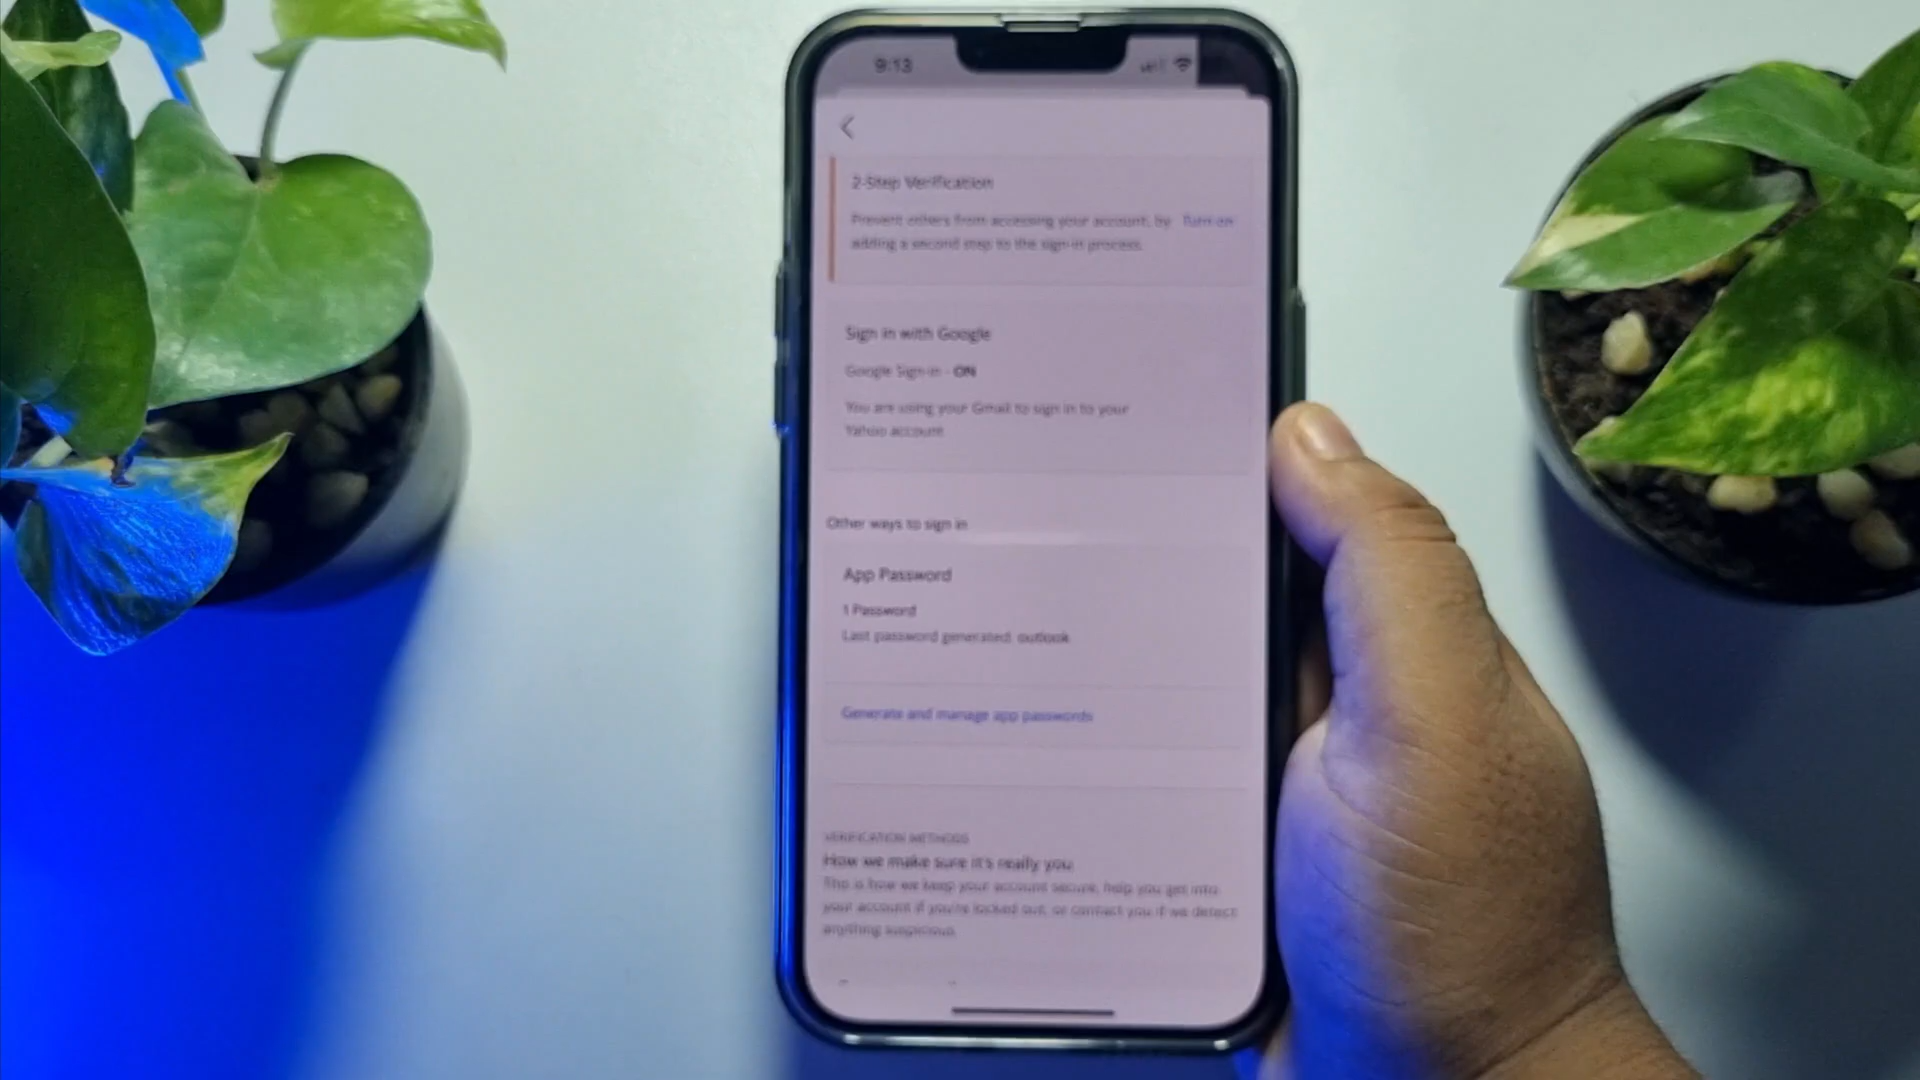 9:13
2-Step Verification
Prevent others from accessing your account, by Turn on
adding a second step to the sign-in process.
Sign in with Google
Google Sign-in - ON
You are using your Gmail to sign in to your
Yahoo account
Other ways to sign in
App Password
1 Password
Last password generated: outlook
Generate and manage app passwords
VERIFICATION METHODS
How we make sure it's really you
This is how we keep your account secure, help you get into
your account if you're locked out, or contact you if we detect
anything suspicious.